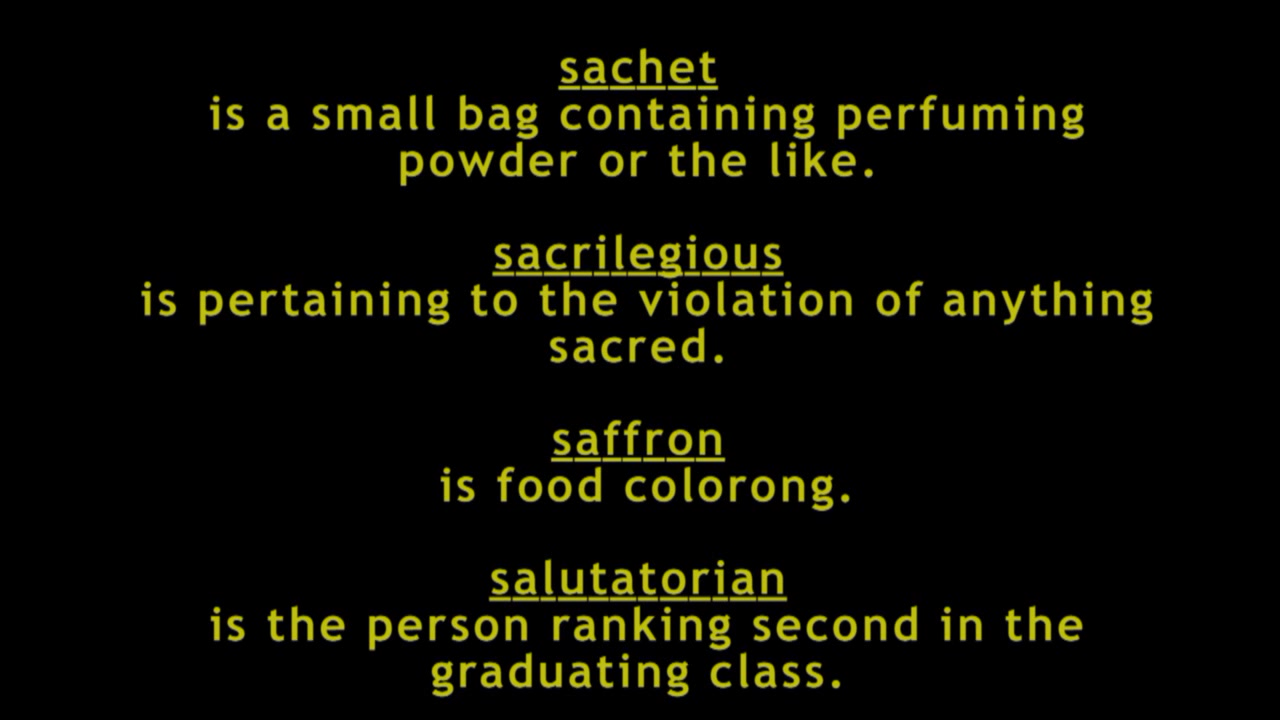 sachet
is a small bag containing perfuming
powder or the like.
sacrilegious
is pertaining to the violation of anything
sacred.
saffron
is food colorong.
salutatorian
is the person ranking second in the
graduating class.